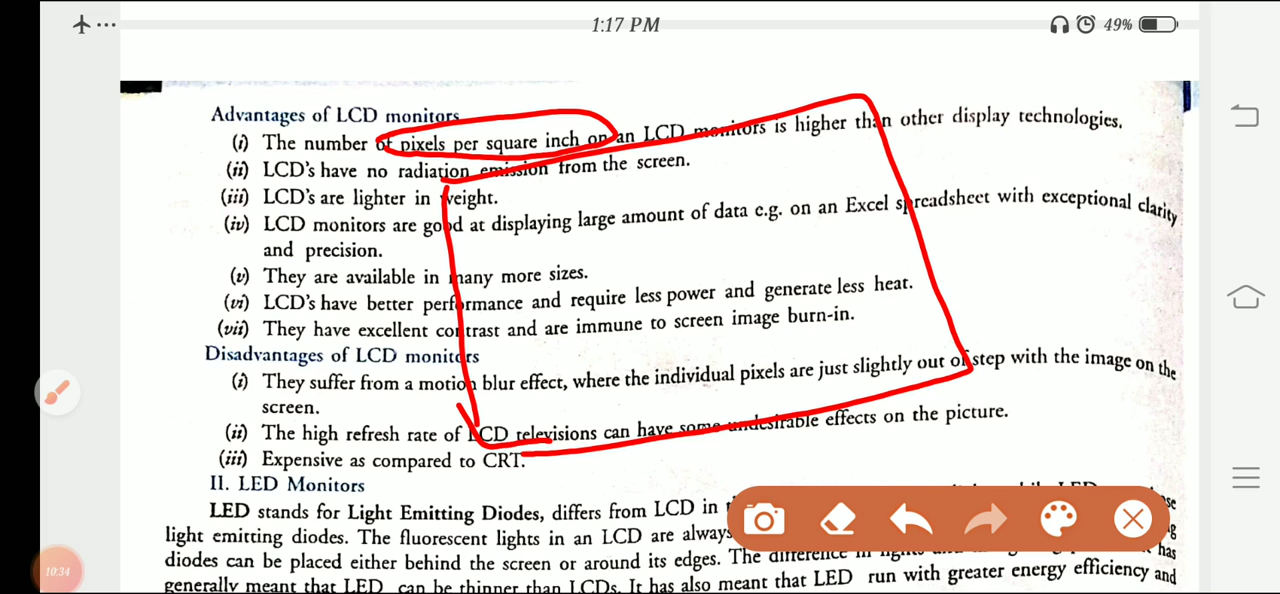 1:17 PM
49%
Advantages of LCD monitors
(i) The number of pixels per square inch on an LCD monitors is higher than other display technologies.
(ii) LCD's have no radiation emission from the screen.
(iii) LCD's are lighter in weight.
(iv) LCD monitors are good at displaying large amount of data e.g. on an Excel spreadsheet with exceptional clarity
and precision.
(v) They are available in many more sizes.
(vi) LCD's have better performance and require less power and generate less heat.
(vii) They have excellent contrast and are immune to screen image burn-in.
Disadvantages of LCD monitors
(i) They suffer from a motion blur effect, where the individual pixels are just slightly out of step with the image on the
screen.
(ii) The high refresh rate of LCD televisions can have some undesirable effects on the picture.
(iii) Expensive as compared to CRT.
II. LED Monitors
LED stands for Light Emitting Diodes, differs from LCD in
light emitting diodes. The fluorescent lights in an LCD are always
diodes can be placed either behind the screen or around its edges. The difference in has
generally meant that LED can be thinner than LCDs. It has also meant that LED run with greater energy efficiency and
10:34